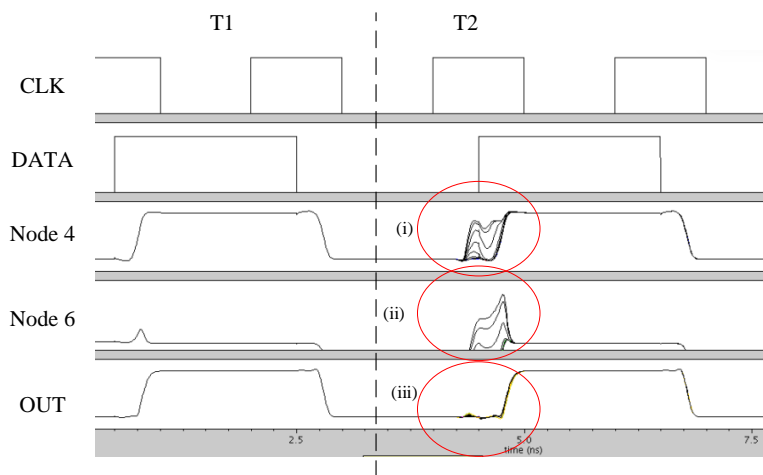 T1 T2
CLK
DATA
Node 4 (i)
Node 6 (ii)
OUT (iii)
2.5 5.0 7.5
time (ns)